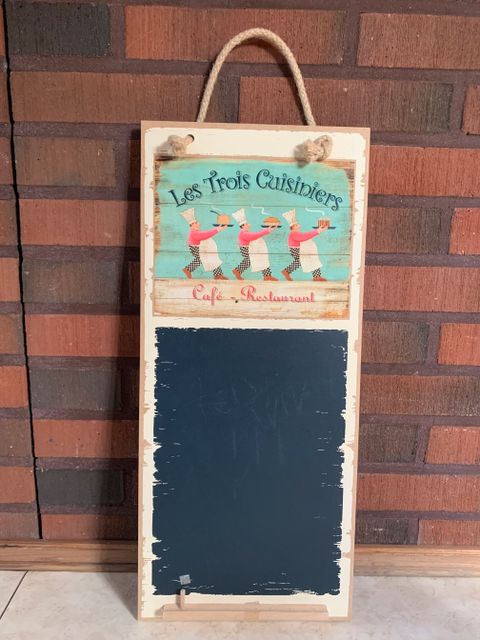 Les Trois Cuisiniers
Café - Restaurant